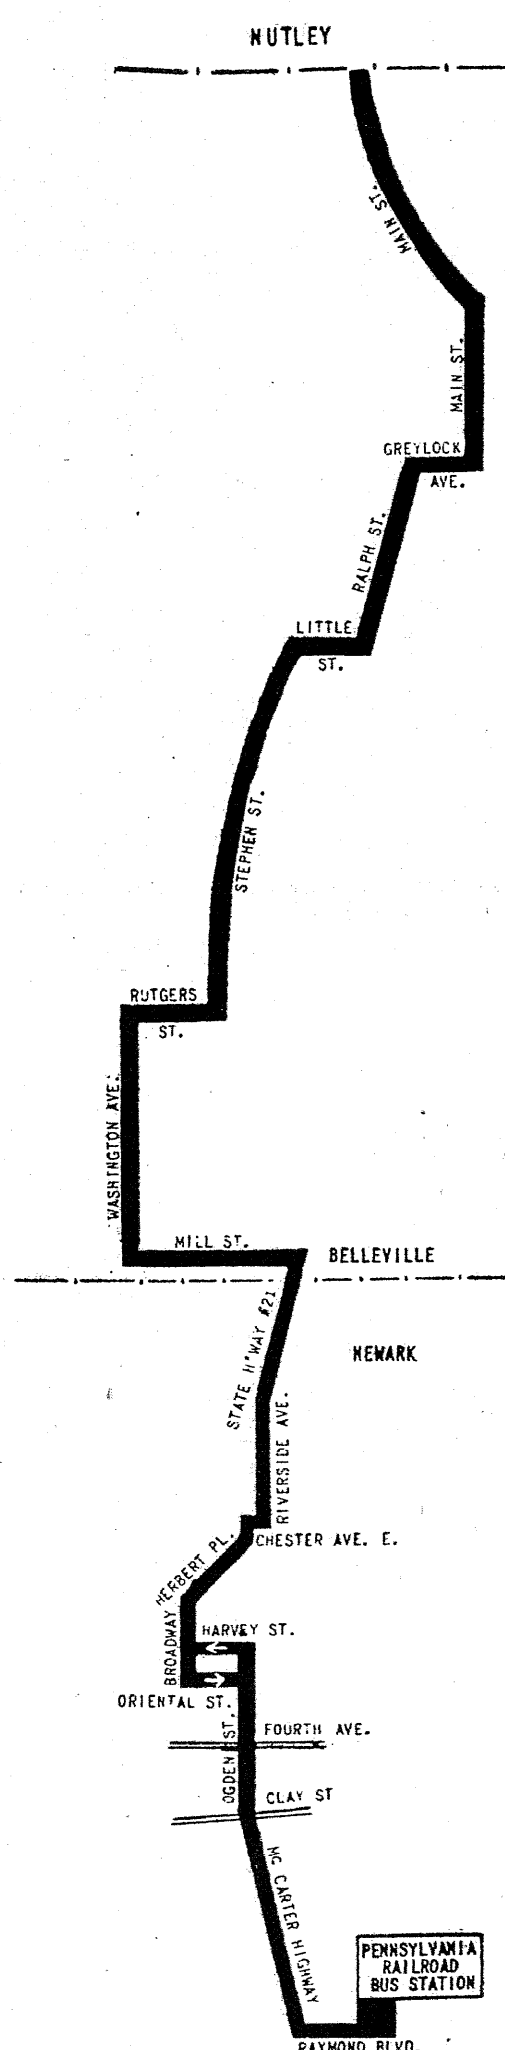 NUTLEY
MAIN ST.
MAIN ST.
GREYLOCK
AVE.
RALPH ST.
LITTLE
ST.
STEPHEN ST.
RUTGERS
ST.
WASHINGTON AVE.
MILL ST.
BELLEVILLE
STATE H'WAY #21
NEWARK
RIVERSIDE AVE.
CHESTER AVE. E.
HERBERT PL.
BROADWAY
HARVEY ST.
ORIENTAL ST.
OGDEN ST.
FOURTH AVE.
CLAY ST
MC CARTER HIGHWAY
PENNSYLVANIA
RAILROAD
BUS STATION
RAYMOND BLVD.